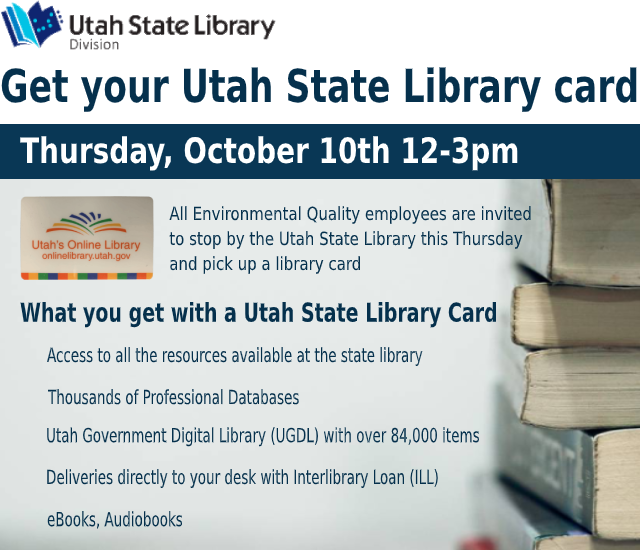 Utah State Library
Division
Get your Utah State Library card
Thursday, October 10th 12-3pm
Utah's Online Library
onlinelibrary.utah.gov
All Environmental Quality employees are invited
to stop by the Utah State Library this Thursday
and pick up a library card
What you get with a Utah State Library Card
Access to all the resources available at the state library
Thousands of Professional Databases
Utah Government Digital Library (UGDL) with over 84,000 items
Deliveries directly to your desk with Interlibrary Loan (ILL)
eBooks, Audiobooks